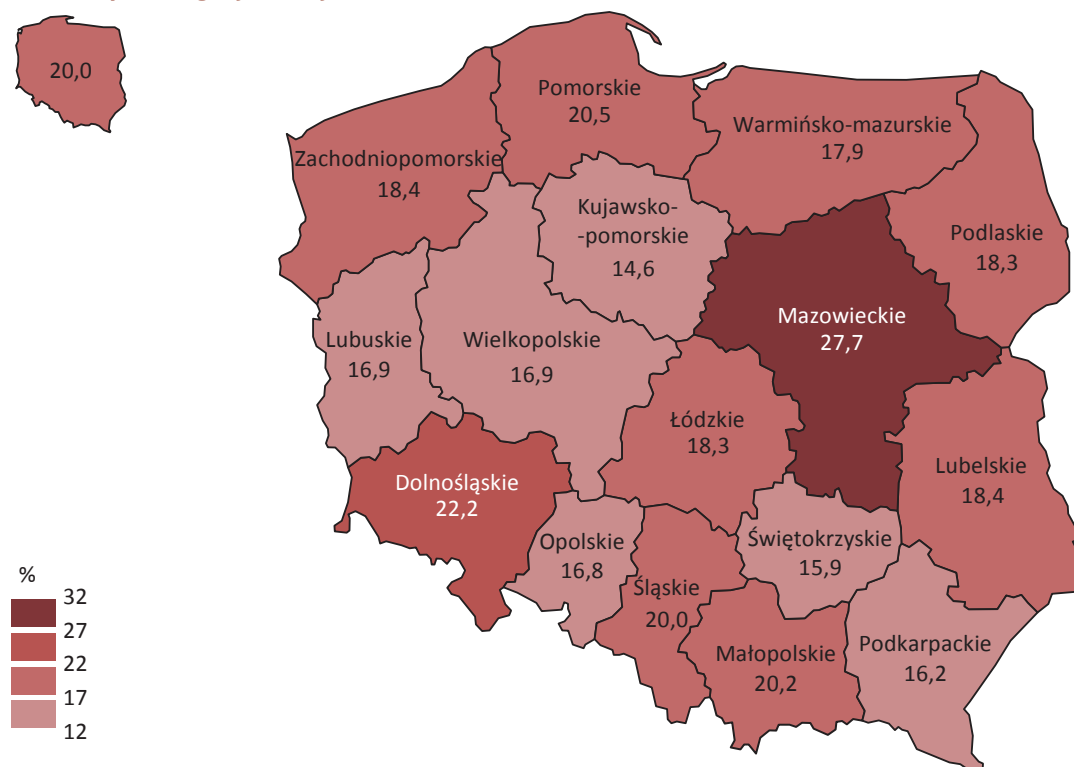 20,0
Pomorskie
20,5
Warmińsko-mazurskie
17,9
Zachodniopomorskie
18,4
Kujawsko-
-pomorskie
14,6
Podlaskie
18,3
Mazowieckie
27,7
Lubuskie
16,9
Wielkopolskie
16,9
Łódzkie
18,3
Lubelskie
18,4
Dolnośląskie
22,2
Opolskie
16,8
Świętokrzyskie
15,9
Śląskie
20,0
Małopolskie
20,2
Podkarpackie
16,2
%
32
27
22
17
12